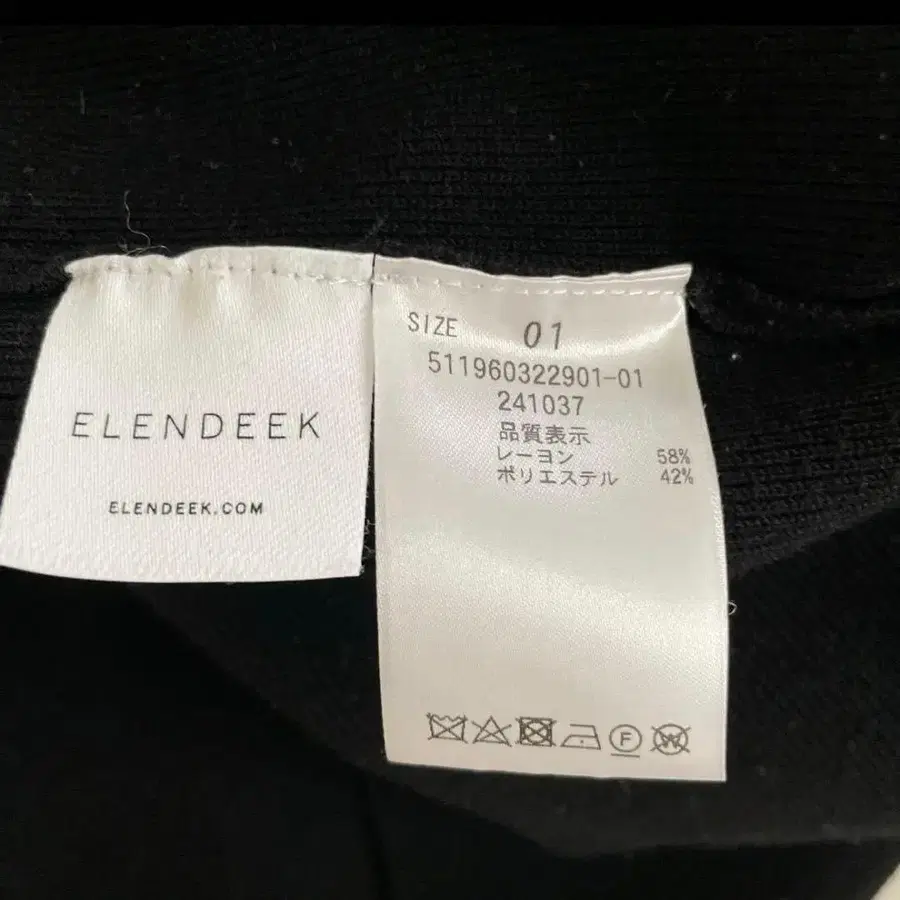 ELENDEEK
ELENDEEK.COM
SIZE 01
511960322901-01
241037
品質表示
レーヨン 58%
ポリエステル 42%
F W